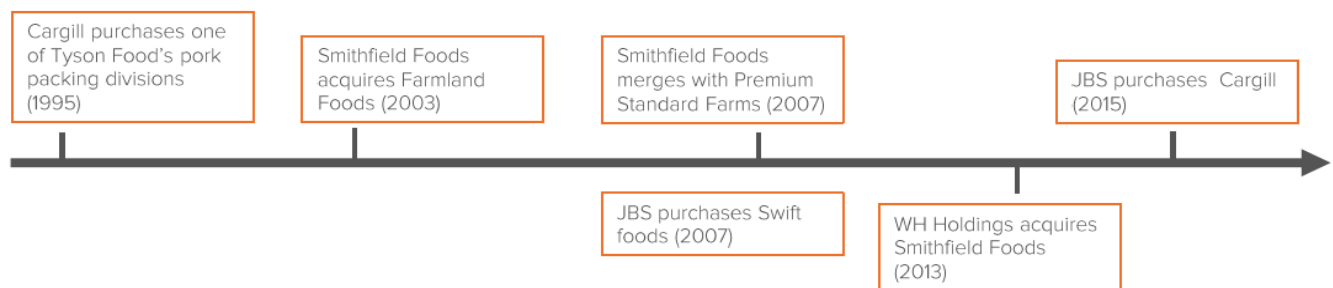 Cargill purchases one
of Tyson Food's pork
packing divisions
(1995)
Smithfield Foods
acquires Farmland
Foods (2003)
Smithfield Foods
merges with Premium
Standard Farms (2007)
JBS purchases Swift
foods (2007)
WH Holdings acquires
Smithfield Foods
(2013)
JBS purchases  Cargill
(2015)